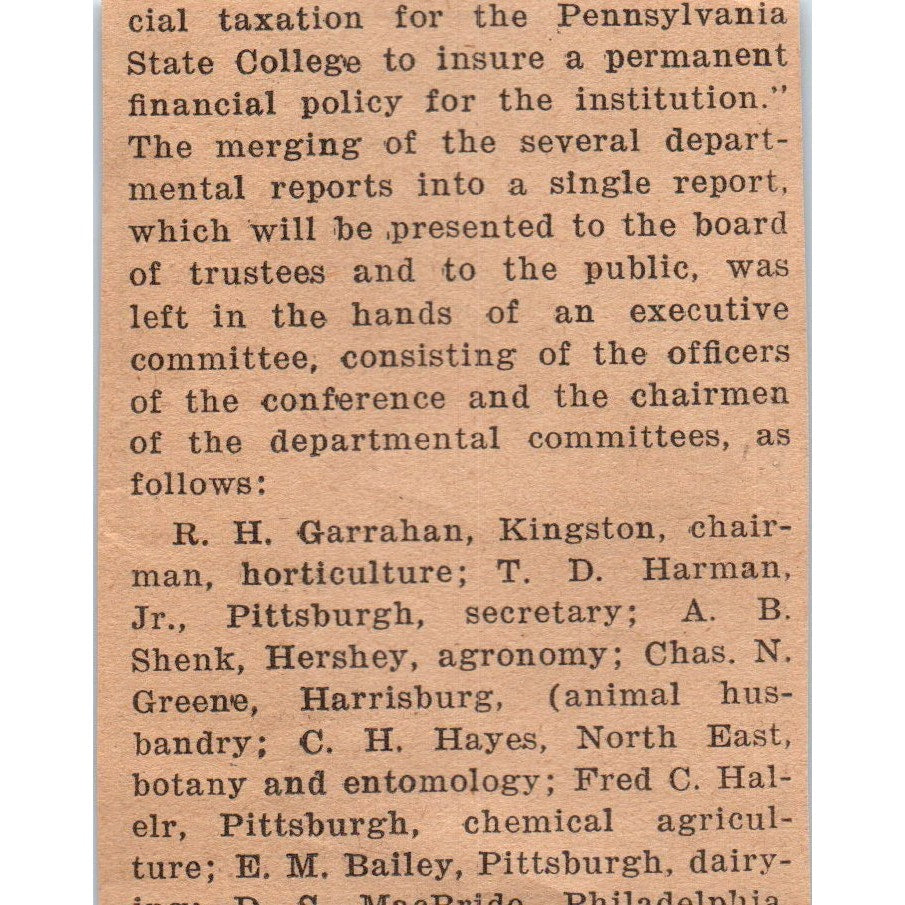 cial taxation for the Pennsylvania
State College to insure a permanent
financial policy for the institution."
The merging of the several depart-
mental reports into a single report,
which will be presented to the board
of trustees and to the public, was
left in the hands of an executive
committee, consisting of the officers
of the conference and the chairmen
of the departmental committees, as
follows:
R. H. Garrahan, Kingston, chair-
man, horticulture; T. D. Harman,
Jr., Pittsburgh, secretary; A. B.
Shenk, Hershey, agronomy; Chas. N.
Greene, Harrisburg, (animal hus-
bandry; C. H. Hayes, North East,
botany and entomology; Fred C. Hal-
elr, Pittsburgh, chemical agricul-
ture; E. M. Bailey, Pittsburgh, dairy-
ing; D. S. MacBride, Philadelphia,